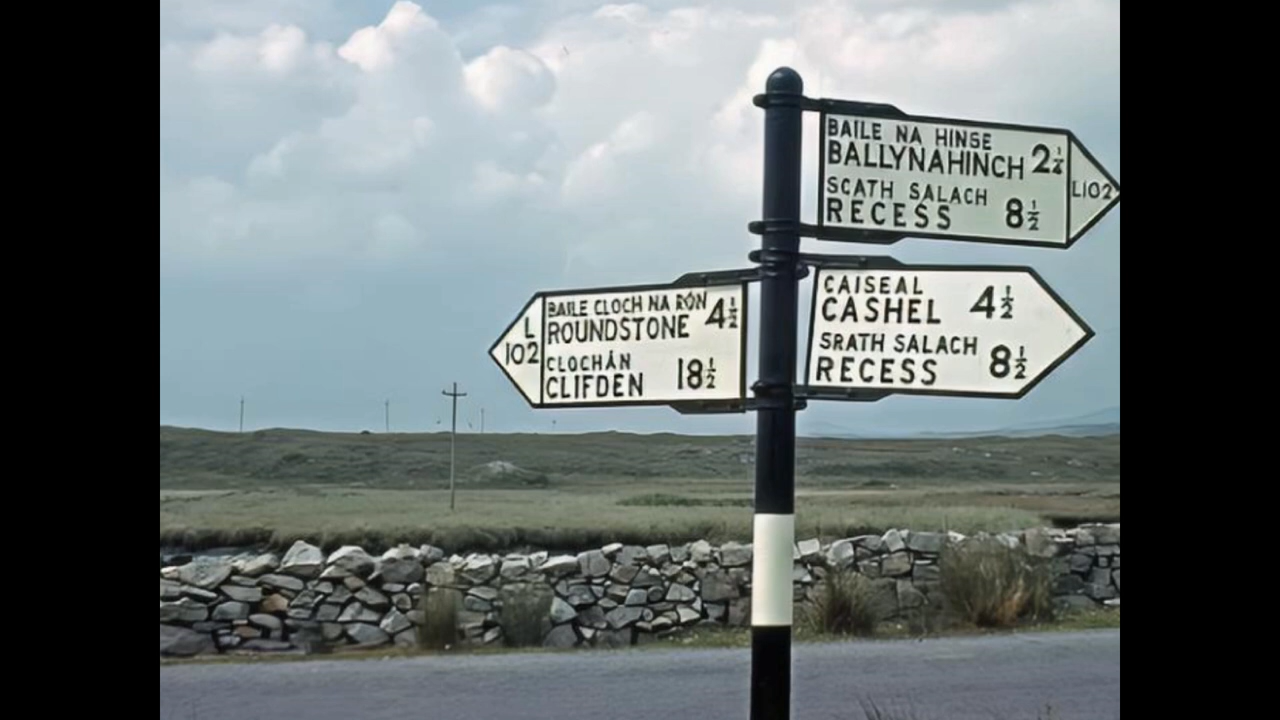 BAILE NA HINSE
BALLYNAHINCH 2¼
SCATH SALACH
RECESS 8½
L102
BAILE CLOCH NA RÓN
ROUNDSTONE 4½
CLOCHÁN
CLIFDEN 18½
L
102
CAISEAL
CASHEL 4½
SRATH SALACH
RECESS 8½